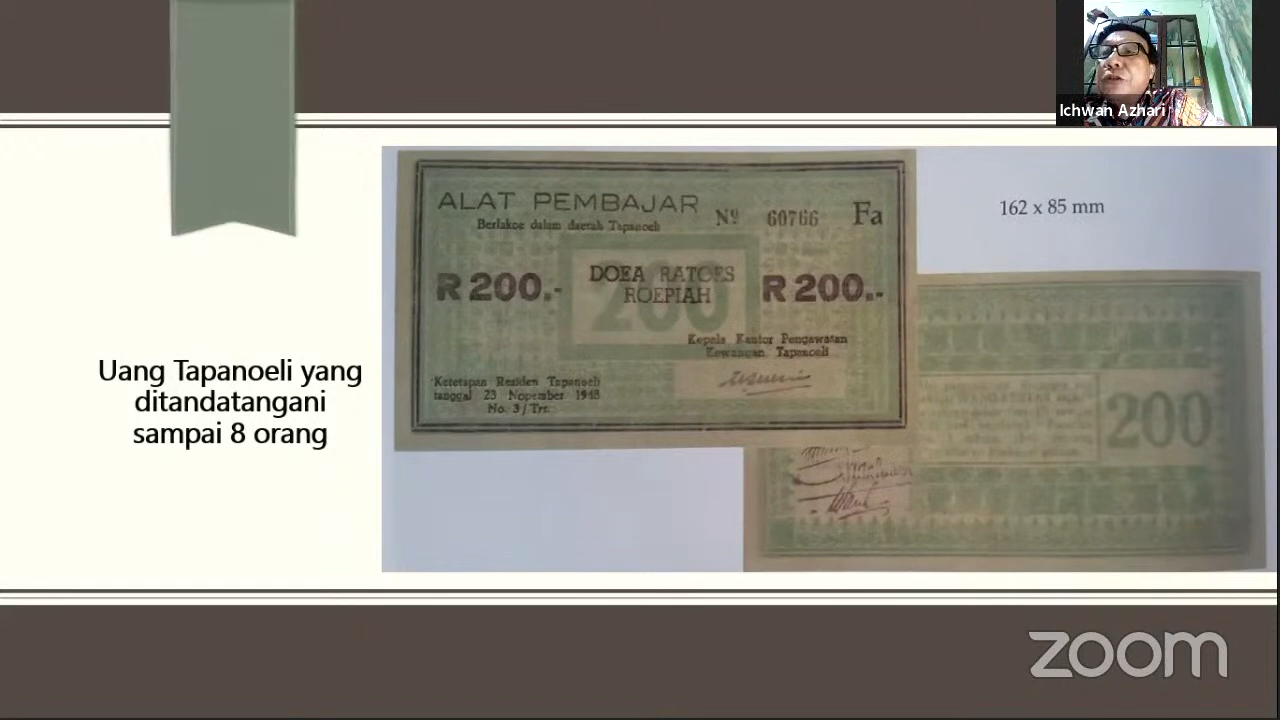 Ichwan Azhari
ALAT PEMBAJAR
Berlakoe dalam daerah Tapanoeli
Nº 60766 Fa
162 x 85 mm
R 200.- DOEA RATOES ROEPIAH R 200.-
200
Kepala Kantor Pengawatan
Kewangan Tapanoeli
Ketetapan Residen Tapanoeli
tanggal 23 Nopember 1948
No. 3/Trt.
200
Uang Tapanoeli yang
ditandatangani
sampai 8 orang
zoom